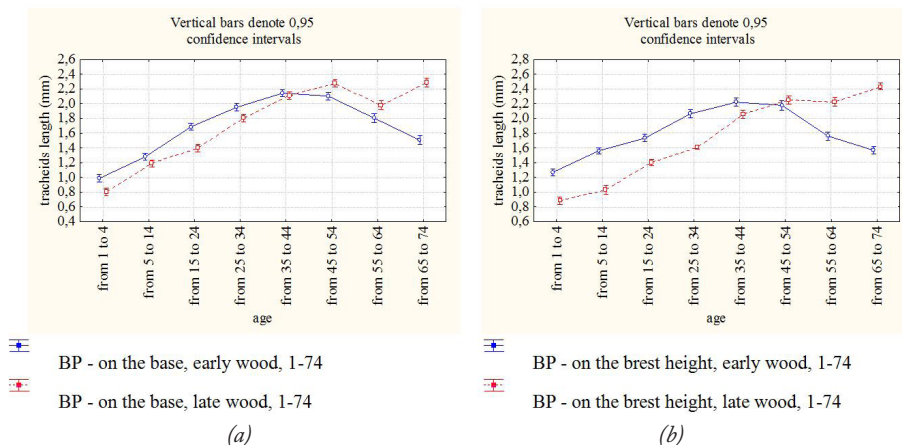 Vertical bars denote 0,95
confidence intervals
tracheids length (mm)
2,6
2,4
2,2
2,0
1,8
1,6
1,4
1,2
1,0
0,8
0,6
0,4
from 1 to 4
from 5 to 14
from 15 to 24
from 25 to 34
from 35 to 44
from 45 to 54
from 55 to 64
from 65 to 74
age
BP - on the base, early wood, 1-74
BP - on the base, late wood, 1-74
(a)
Vertical bars denote 0,95
confidence intervals
tracheids length (mm)
2,8
2,6
2,4
2,2
2,0
1,8
1,6
1,4
1,2
1,0
0,8
0,6
from 1 to 4
from 5 to 14
from 15 to 24
from 25 to 34
from 35 to 44
from 45 to 54
from 55 to 64
from 65 to 74
age
BP - on the brest height, early wood, 1-74
BP - on the brest height, late wood, 1-74
(b)